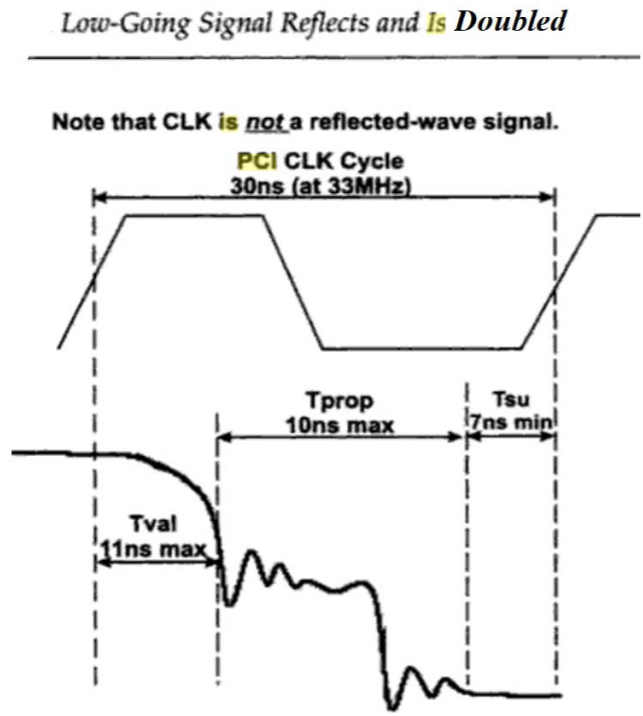 Low-Going Signal Reflects and Is Doubled
Note that CLK is not a reflected-wave signal.
PCI CLK Cycle
30ns (at 33MHz)
Tprop
10ns max
Tsu
7ns min
Tval
11ns max